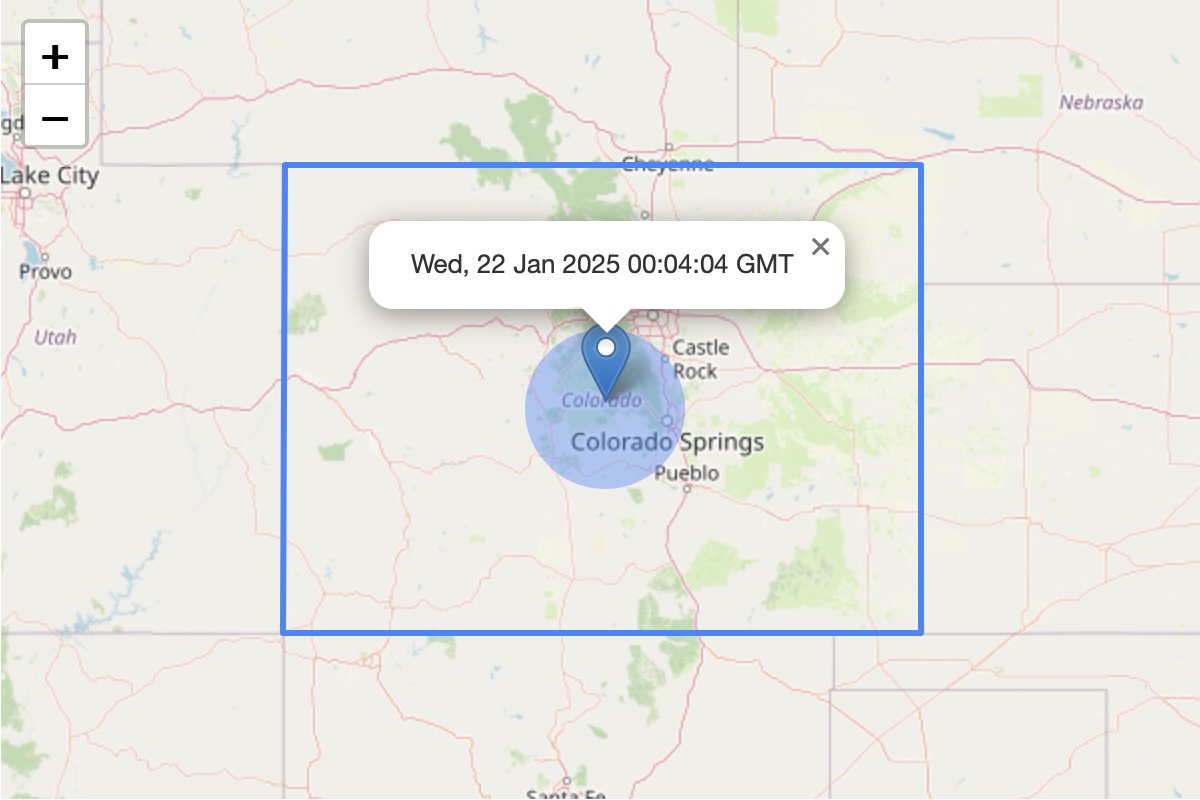 +
−
Nebraska
gd
Cheyenne
Lake City
Provo
Utah
Wed, 22 Jan 2025 00:04:04 GMT
×
Castle
Rock
Colorado
Colorado Springs
Pueblo
Santa Fe